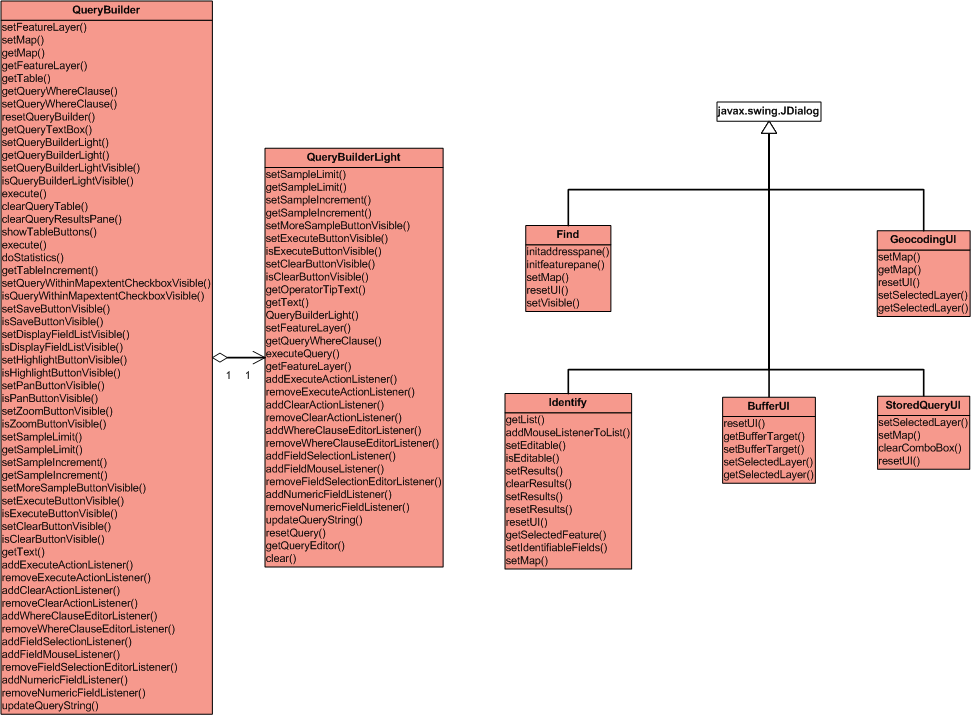 QueryBuilder
setFeatureLayer()
setMap()
getMap()
getFeatureLayer()
getTable()
getQueryWhereClause()
setQueryWhereClause()
resetQueryBuilder()
getQueryTextBox()
setQueryBuilderLight()
getQueryBuilderLight()
setQueryBuilderLightVisible()
isQueryBuilderLightVisible()
execute()
clearQueryTable()
clearQueryResultsPane()
showTableButtons()
execute()
doStatistics()
getTableIncrement()
setQueryWithinMapextentCheckboxVisible()
isQueryWithinMapextentCheckboxVisible()
setSaveButtonVisible()
isSaveButtonVisible()
setDisplayFieldListVisible()
isDisplayFieldListVisible()
setHighlightButtonVisible()
isHighlightButtonVisible()
setPanButtonVisible()
isPanButtonVisible()
setZoomButtonVisible()
isZoomButtonVisible()
setSampleLimit()
getSampleLimit()
setSampleIncrement()
getSampleIncrement()
setMoreSampleButtonVisible()
setExecuteButtonVisible()
isExecuteButtonVisible()
setClearButtonVisible()
isClearButtonVisible()
getText()
addExecuteActionListener()
removeExecuteActionListener()
addClearActionListener()
removeClearActionListener()
addWhereClauseEditorListener()
removeWhereClauseEditorListener()
addFieldSelectionListener()
addFieldMouseListener()
removeFieldSelectionEditorListener()
addNumericFieldListener()
removeNumericFieldListener()
updateQueryString()
1 1
QueryBuilderLight
setSampleLimit()
getSampleLimit()
setSampleIncrement()
getSampleIncrement()
setMoreSampleButtonVisible()
setExecuteButtonVisible()
isExecuteButtonVisible()
setClearButtonVisible()
isClearButtonVisible()
getOperatorTipText()
getText()
QueryBuilderLight()
setFeatureLayer()
getQueryWhereClause()
executeQuery()
getFeatureLayer()
addExecuteActionListener()
removeExecuteActionListener()
addClearActionListener()
removeClearActionListener()
addWhereClauseEditorListener()
removeWhereClauseEditorListener()
addFieldSelectionListener()
addFieldMouseListener()
removeFieldSelectionEditorListener()
addNumericFieldListener()
removeNumericFieldListener()
updateQueryString()
resetQuery()
getQueryEditor()
clear()
javax.swing.JDialog
Find
initaddresspane()
initfeaturepane()
setMap()
resetUI()
setVisible()
GeocodingUI
setMap()
getMap()
resetUI()
setSelectedLayer()
getSelectedLayer()
Identify
getList()
addMouseListenerToList()
setEditable()
isEditable()
setResults()
clearResults()
setResults()
resetResults()
resetUI()
getSelectedFeature()
setIdentifiableFields()
setMap()
BufferUI
resetUI()
getBufferTarget()
setBufferTarget()
setSelectedLayer()
getSelectedLayer()
StoredQueryUI
setSelectedLayer()
setMap()
clearComboBox()
resetUI()